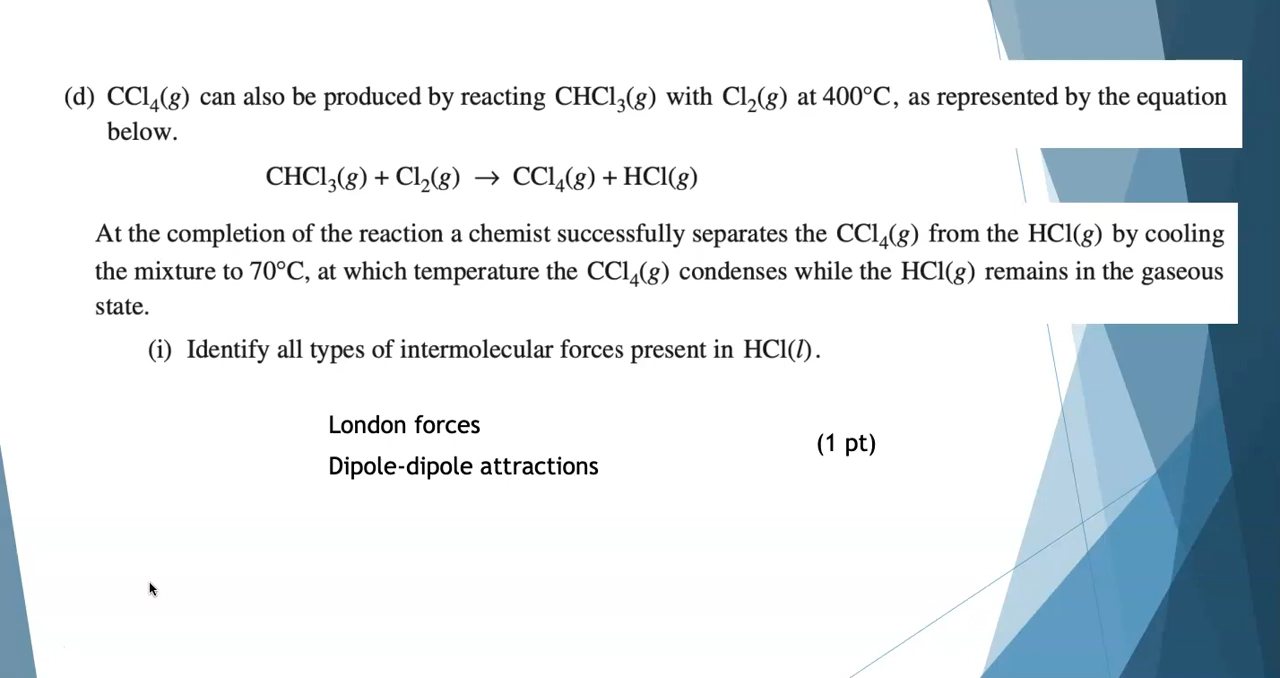 (d) CCl₄(g) can also be produced by reacting CHCl₃(g) with Cl₂(g) at 400°C, as represented by the equation
below.
CHCl₃(g) + Cl₂(g) → CCl₄(g) + HCl(g)
At the completion of the reaction a chemist successfully separates the CCl₄(g) from the HCl(g) by cooling
the mixture to 70°C, at which temperature the CCl₄(g) condenses while the HCl(g) remains in the gaseous
state.
(i) Identify all types of intermolecular forces present in HCl(l).
London forces
(1 pt)
Dipole-dipole attractions